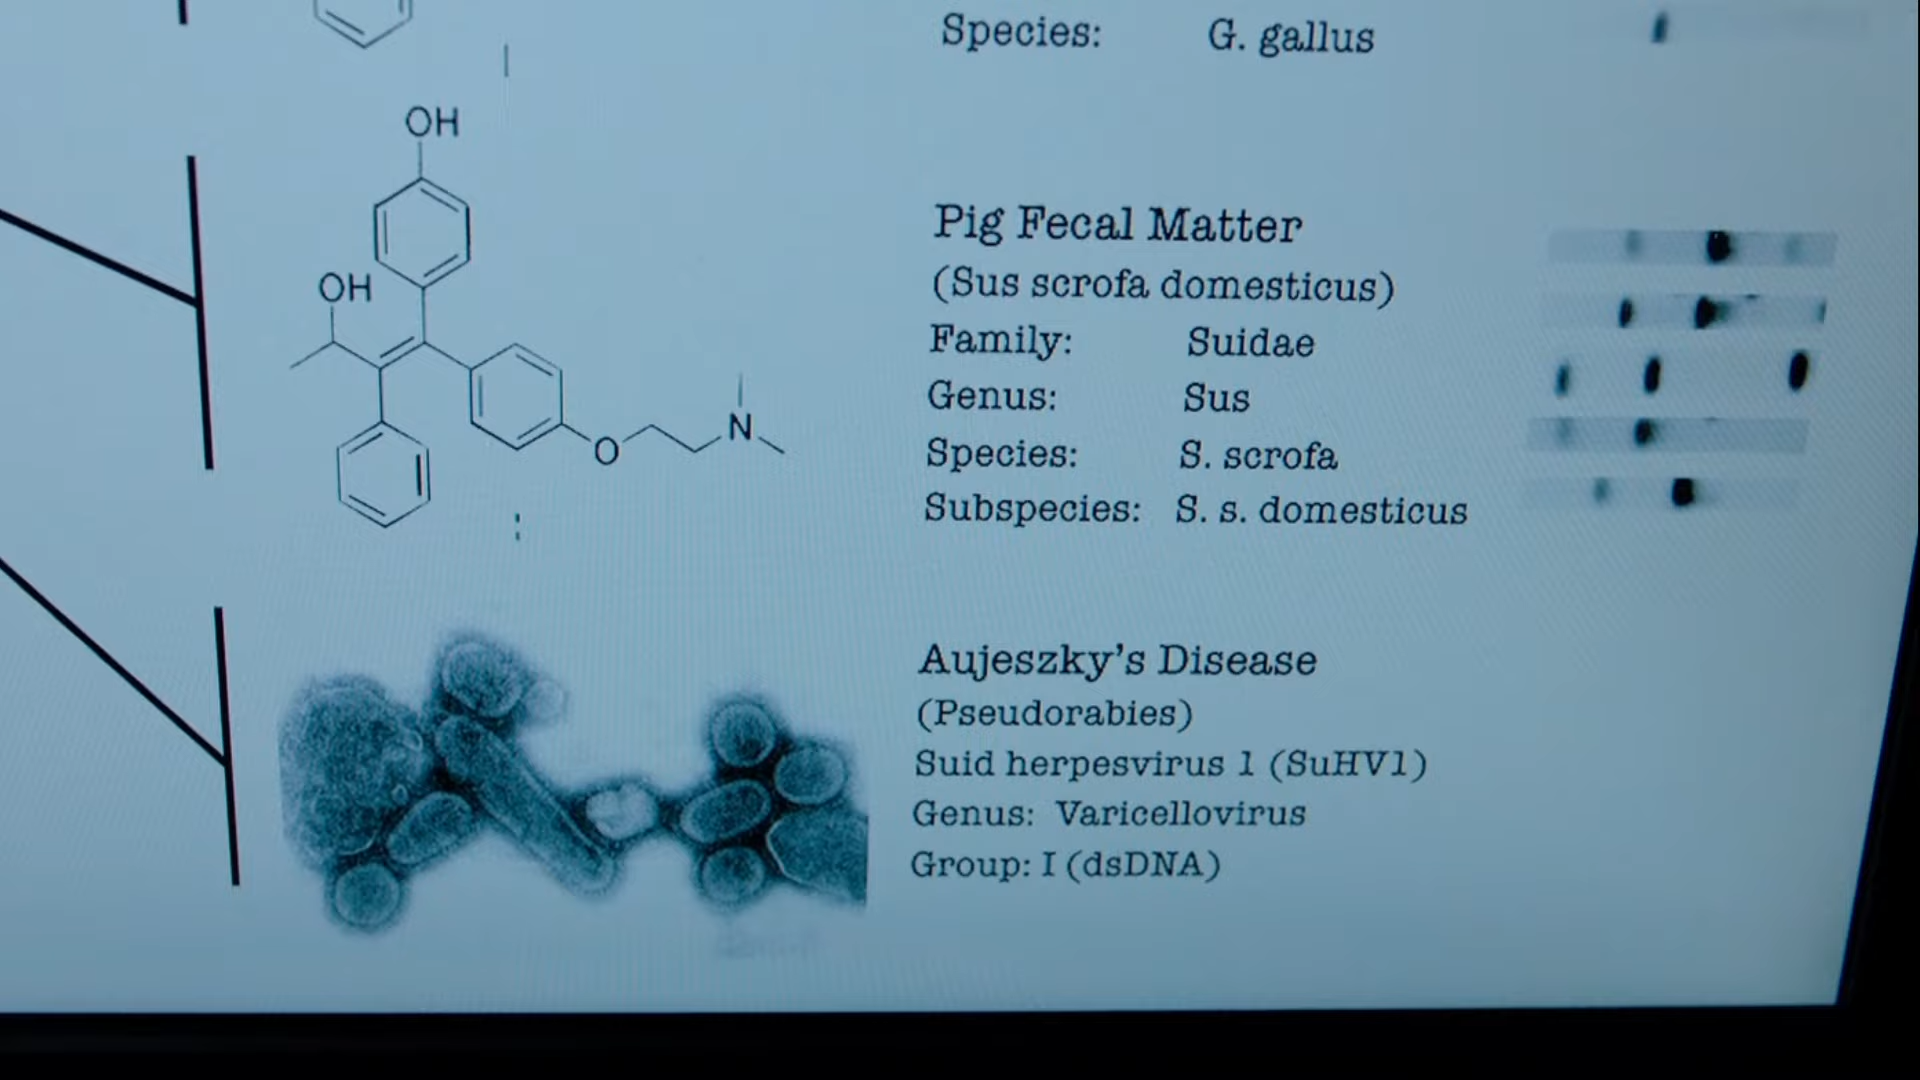 Species: G. gallus
OH
OH
N
O
Pig Fecal Matter
(Sus scrofa domesticus)
Family: Suidae
Genus: Sus
Species: S. scrofa
Subspecies: S. s. domesticus
Aujeszky's Disease
(Pseudorabies)
Suid herpesvirus 1 (SuHV1)
Genus: Varicellovirus
Group: I (dsDNA)